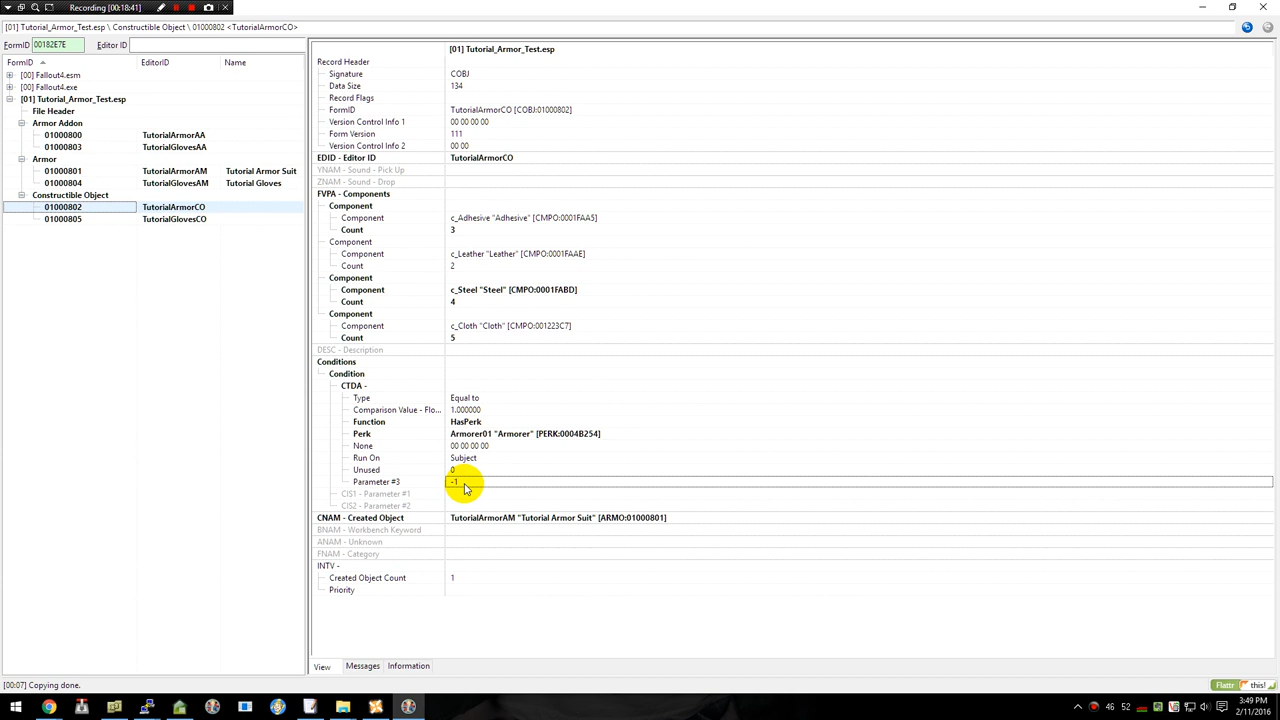 Recording [00:18:41]
[01] Tutorial_Armor_Test.esp \ Constructible Object \ 01000802 <TutorialArmorCO>
FormID 00182E7E Editor ID
FormID EditorID Name
[00] Fallout4.esm
[00] Fallout4.exe
[01] Tutorial_Armor_Test.esp
File Header
Armor Addon
01000800 TutorialArmorAA
01000803 TutorialGlovesAA
Armor
01000801 TutorialArmorAM Tutorial Armor Suit
01000804 TutorialGlovesAM Tutorial Gloves
Constructible Object
01000802 TutorialArmorCO
01000805 TutorialGlovesCO
[01] Tutorial_Armor_Test.esp
Record Header
Signature COBJ
Data Size 134
Record Flags
FormID TutorialArmorCO [COBJ:01000802]
Version Control Info 1 00 00 00 00
Form Version 111
Version Control Info 2 00 00
EDID - Editor ID TutorialArmorCO
YNAM - Sound - Pick Up
ZNAM - Sound - Drop
FVPA - Components
Component
Component c_Adhesive "Adhesive" [CMPO:0001FAA5]
Count 3
Component
Component c_Leather "Leather" [CMPO:0001FAAE]
Count 2
Component
Component c_Steel "Steel" [CMPO:0001FABD]
Count 4
Component
Component c_Cloth "Cloth" [CMPO:001223C7]
Count 5
DESC - Description
Conditions
Condition
CTDA -
Type Equal to
Comparison Value - Flo... 1.000000
Function HasPerk
Perk Armorer01 "Armorer" [PERK:0004B254]
None 00 00 00 00
Run On Subject
Unused 0
Parameter #3 -1
CIS1 - Parameter #1
CIS2 - Parameter #2
CNAM - Created Object TutorialArmorAM "Tutorial Armor Suit" [ARMO:01000801]
BNAM - Workbench Keyword
ANAM - Unknown
FNAM - Category
INTV -
Created Object Count 1
Priority
View Messages Information
[00:07] Copying done.
Flattr this!
46 52
3:49 PM
2/11/2016